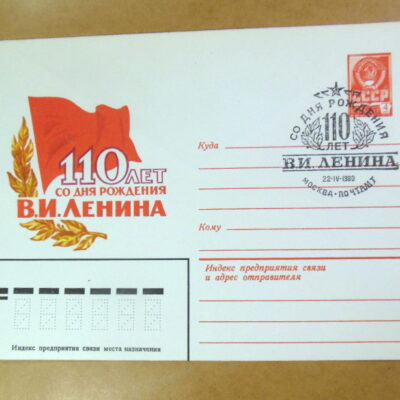 110 ЛЕТ
СО ДНЯ РОЖДЕНИЯ
В.И.ЛЕНИНА
СССР
4
СО ДНЯ РОЖДЕНИЯ
110
ЛЕТ
В.И.ЛЕНИНА
22-IV-1980
МОСКВА-ПОЧТАМТ
Куда
Кому
Индекс предприятия связи
и адрес отправителя
Индекс предприятия связи места назначения